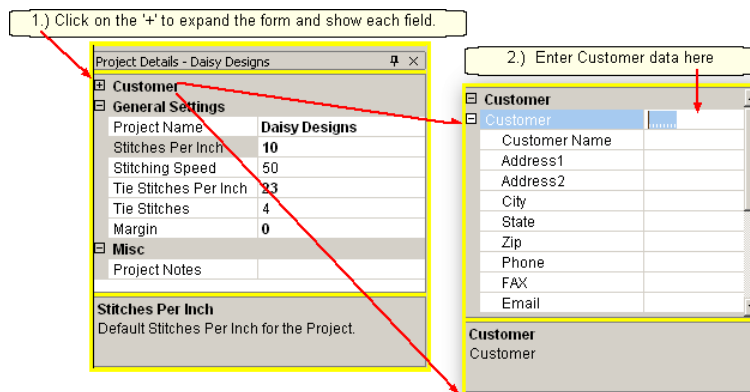 1.) Click on the '+' to expand the form and show each field.
Project Details - Daisy Designs
Customer
General Settings
Project Name Daisy Designs
Stitches Per Inch 10
Stitching Speed 50
Tie Stitches Per Inch 23
Tie Stitches 4
Margin 0
Misc
Project Notes
Stitches Per Inch
Default Stitches Per Inch for the Project.
2.) Enter Customer data here
Customer
Customer ,,,,,,,,
Customer Name
Address1
Address2
City
State
Zip
Phone
FAX
Email
Customer
Customer